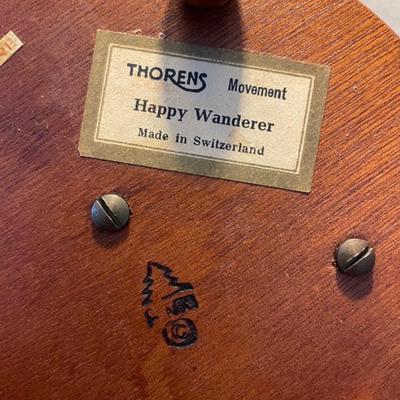 THORENS Movement
Happy Wanderer
Made in Switzerland
©